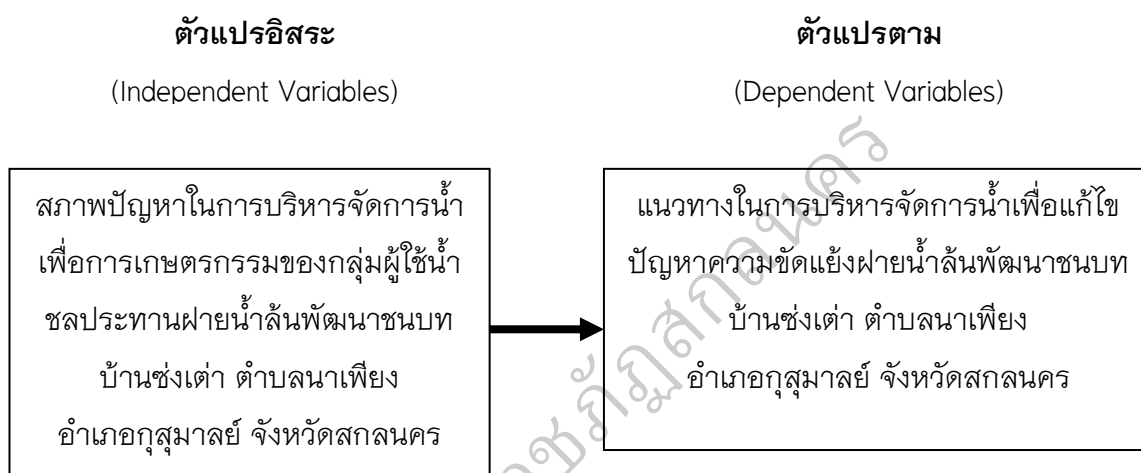 ตัวแปรอิสระ
(Independent Variables)
สภาพปัญหาในการบริหารจัดการน้ำ
เพื่อการเกษตรกรรมของกลุ่มผู้ใช้น้ำ
ชลประทานฝายน้ำล้นพัฒนาชนบท
บ้านซ่งเต่า ตำบลนาเพียง
อำเภอกุสุมาลย์ จังหวัดสกลนคร
ตัวแปรตาม
(Dependent Variables)
แนวทางในการบริหารจัดการน้ำเพื่อแก้ไข
ปัญหาความขัดแย้งฝายน้ำล้นพัฒนาชนบท
บ้านซ่งเต่า ตำบลนาเพียง
อำเภอกุสุมาลย์ จังหวัดสกลนคร
ราชภัฏสกลนคร